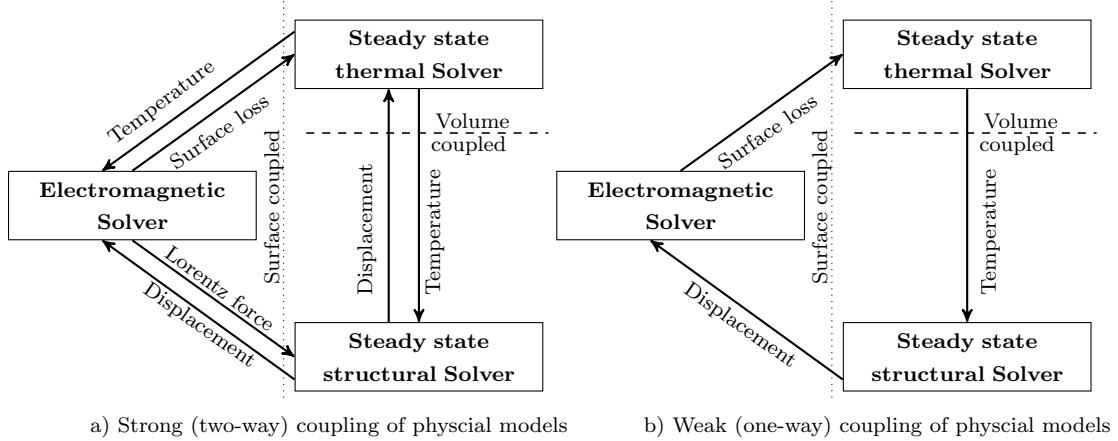 Steady state
thermal Solver
Temperature
Surface loss
Volume
coupled
Electromagnetic
Solver
Surface coupled
Displacement
Temperature
Lorentz force
Displacement
Steady state
structural Solver
a) Strong (two-way) coupling of physcial models
Steady state
thermal Solver
Surface loss
Volume
coupled
Electromagnetic
Solver
Surface coupled
Temperature
Displacement
Steady state
structural Solver
b) Weak (one-way) coupling of physcial models